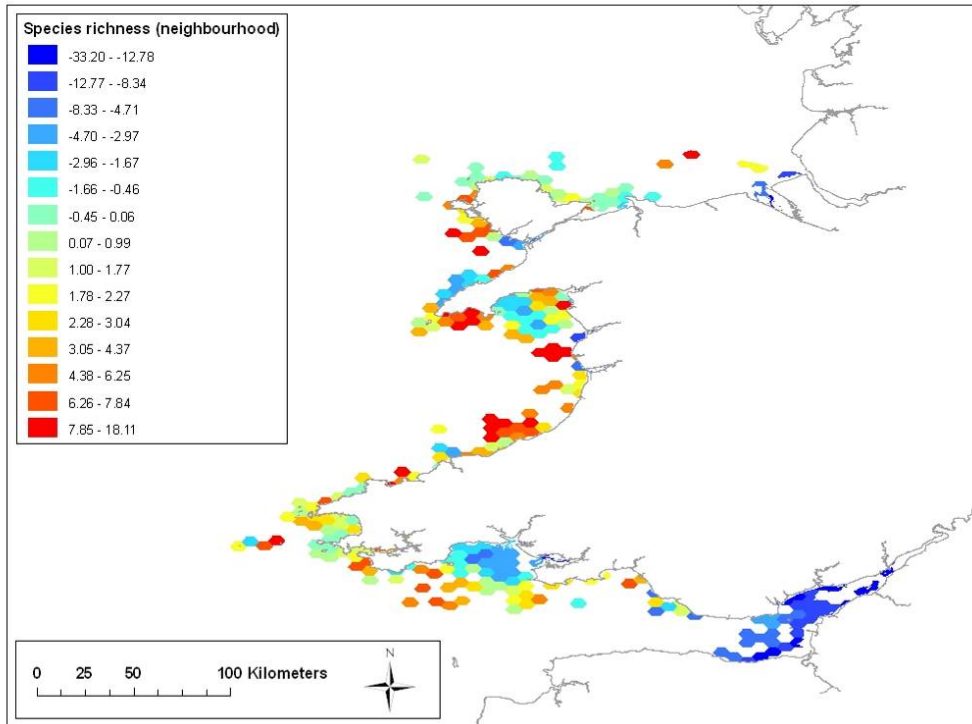 Species richness (neighbourhood)
-33.20 - -12.78
-12.77 - -8.34
-8.33 - -4.71
-4.70 - -2.97
-2.96 - -1.67
-1.66 - -0.46
-0.45 - 0.06
0.07 - 0.99
1.00 - 1.77
1.78 - 2.27
2.28 - 3.04
3.05 - 4.37
4.38 - 6.25
6.26 - 7.84
7.85 - 18.11
N
0 25 50 100 Kilometers